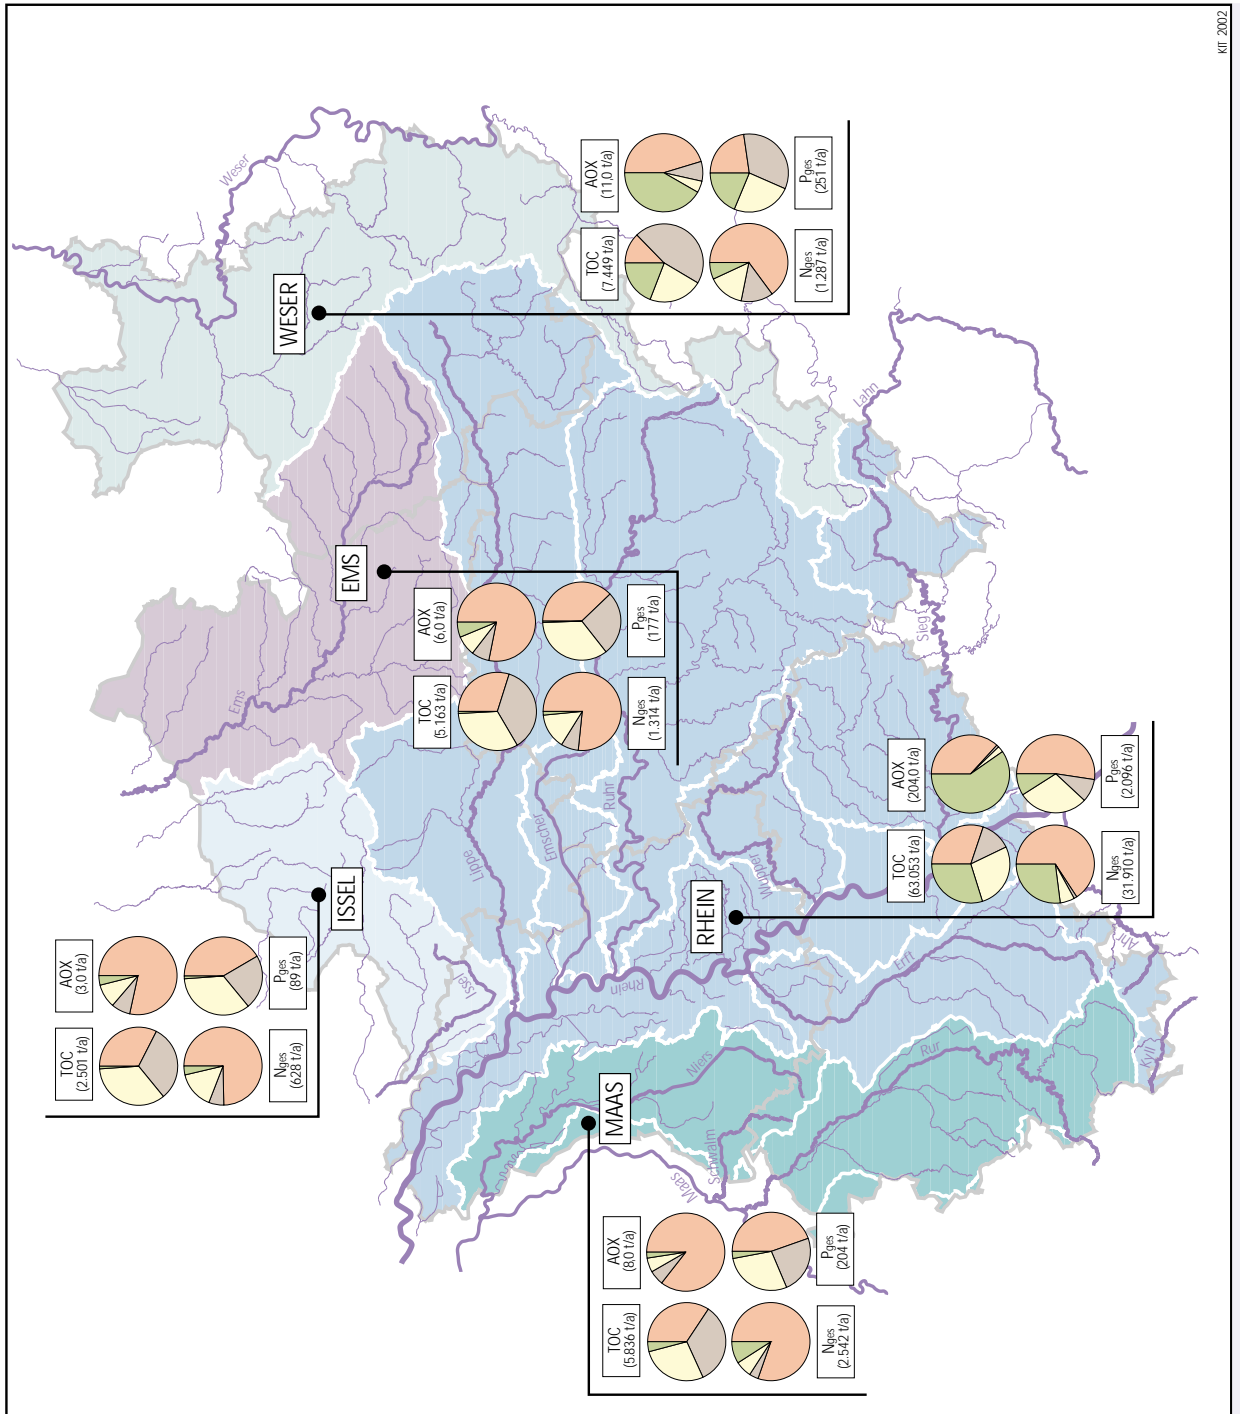 KIT 2002
Weser
WESER
TOC
(7.449 t/a)
AOX
(11,0 t/a)
Nges
(1.287 t/a)
Pges
(251 t/a)
Lahn
EMS
Ems
TOC
(5.163 t/a)
AOX
(6,0 t/a)
Nges
(1.314 t/a)
Pges
(177 t/a)
Sieg
ISSEL
Issel
TOC
(2.501 t/a)
AOX
(3,0 t/a)
Nges
(628 t/a)
Pges
(89 t/a)
Lippe
Emscher
Ruhr
Wupper
RHEIN
Rhein
TOC
(63.053 t/a)
AOX
(204,0 t/a)
Nges
(31.910 t/a)
Pges
(2.096 t/a)
Erft
Ahr
Kyll
MAAS
Niers
Rur
Schwalm
Maas
TOC
(5.836 t/a)
AOX
(8,0 t/a)
Nges
(2.542 t/a)
Pges
(204 t/a)